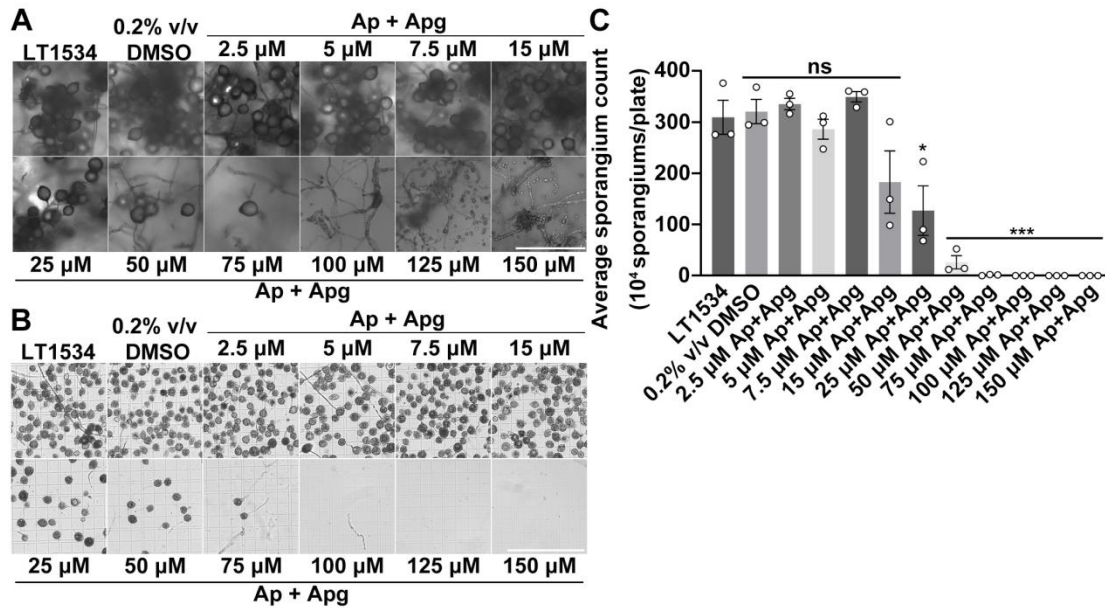 A
0.2% v/v
Ap + Apg
LT1534
DMSO
2.5 µM
5 µM
7.5 µM
15 µM
25 µM
50 µM
75 µM
100 µM
125 µM
150 µM
Ap + Apg
B
0.2% v/v
Ap + Apg
LT1534
DMSO
2.5 µM
5 µM
7.5 µM
15 µM
25 µM
50 µM
75 µM
100 µM
125 µM
150 µM
Ap + Apg
C
Average sporangium count
(10⁴ sporangiums/plate)
400
300
200
100
0
ns
*
***
LT1534
0.2% v/v DMSO
2.5 µM Ap+Apg
5 µM Ap+Apg
7.5 µM Ap+Apg
15 µM Ap+Apg
25 µM Ap+Apg
50 µM Ap+Apg
75 µM Ap+Apg
100 µM Ap+Apg
125 µM Ap+Apg
150 µM Ap+Apg